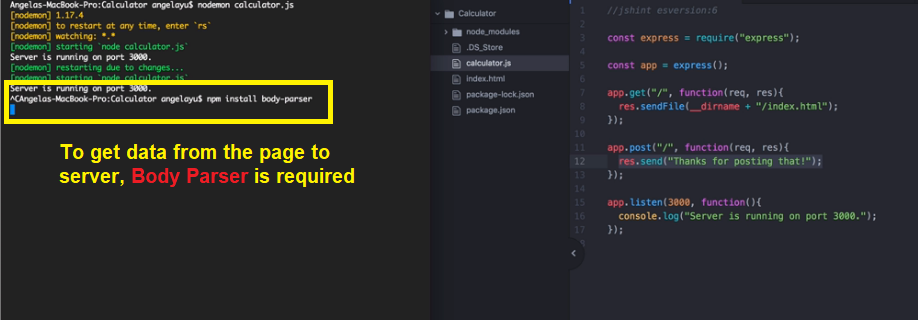 Angelas-MacBook-Pro:Calculator angelayu$ nodemon calculator.js
[nodemon] 1.17.4
[nodemon] to restart at any time, enter `rs`
[nodemon] watching: *.*
[nodemon] starting `node calculator.js`
Server is running on port 3000.
[nodemon] restarting due to changes...
[nodemon] starting `node calculator.js`
Server is running on port 3000.
^CAngelas-MacBook-Pro:Calculator angelayu$ npm install body-parser
To get data from the page to
server, Body Parser is required
Calculator
node_modules
.DS_Store
calculator.js
index.html
package-lock.json
package.json
1 //jshint esversion:6
2
3 const express = require("express");
4
5 const app = express();
6
7 app.get("/", function(req, res){
8 res.sendFile(__dirname + "/index.html");
9 });
10
11 app.post("/", function(req, res){
12 res.send("Thanks for posting that!");
13 });
14
15 app.listen(3000, function(){
16 console.log("Server is running on port 3000.");
17 });